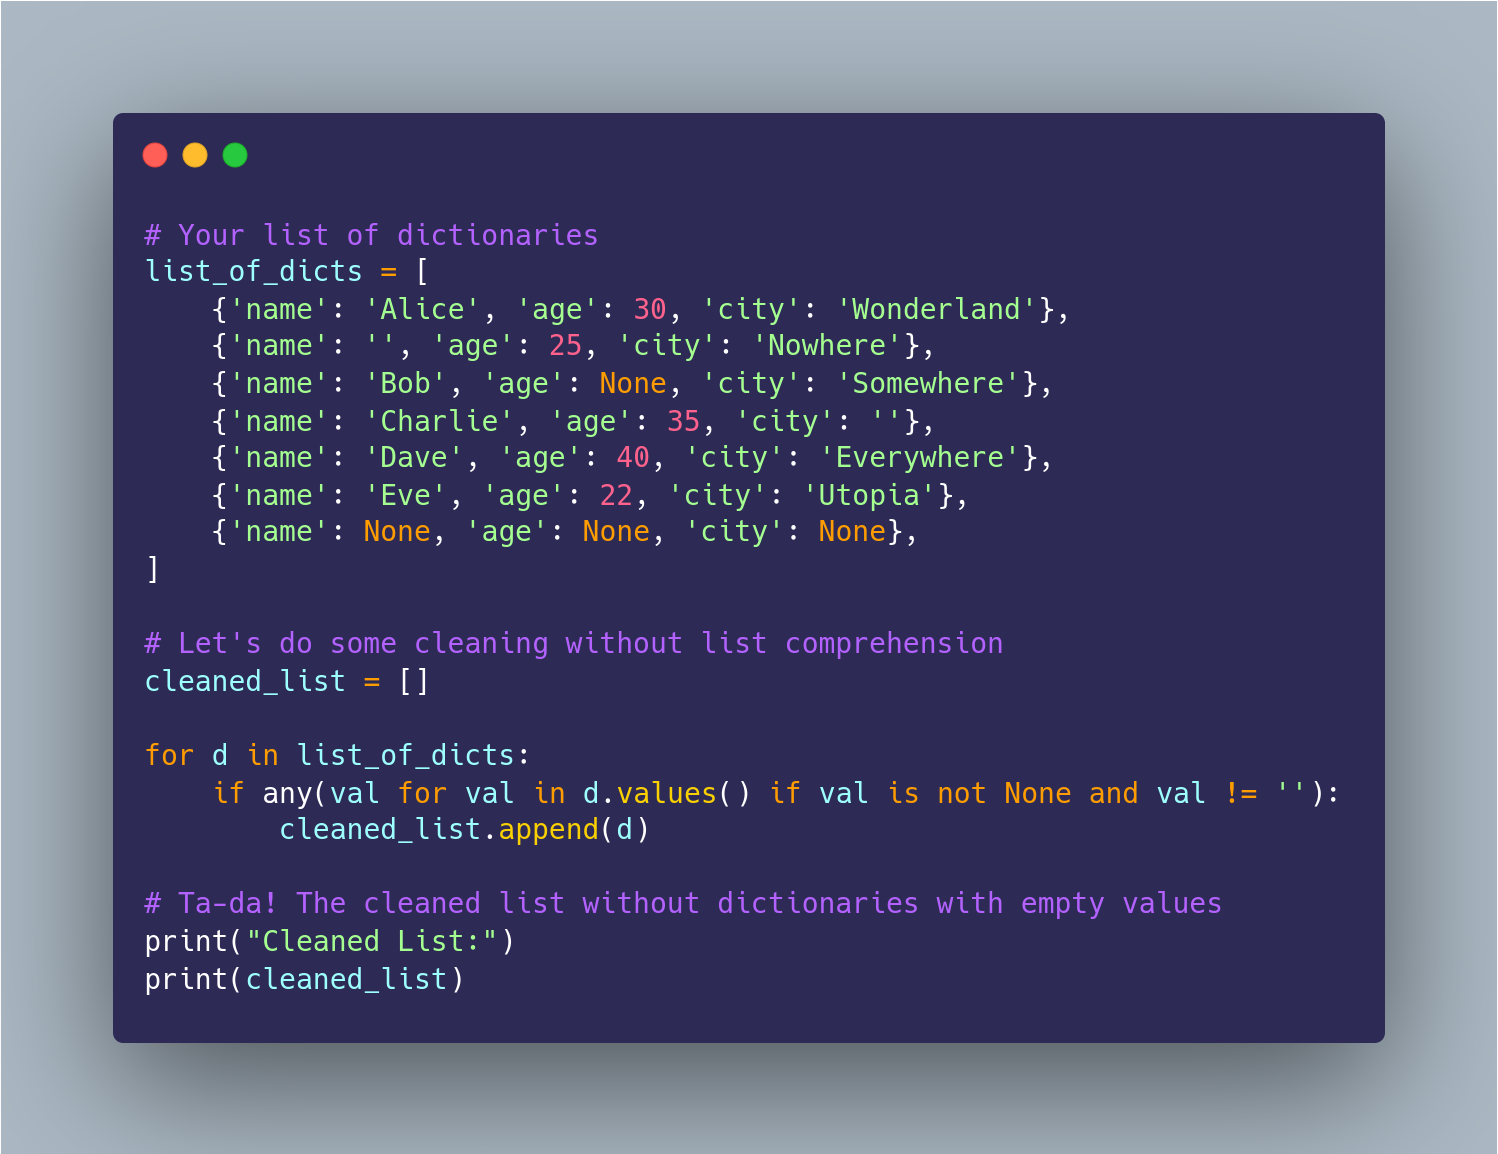 # Your list of dictionaries
list_of_dicts = [
    {'name': 'Alice', 'age': 30, 'city': 'Wonderland'},
    {'name': '', 'age': 25, 'city': 'Nowhere'},
    {'name': 'Bob', 'age': None, 'city': 'Somewhere'},
    {'name': 'Charlie', 'age': 35, 'city': ''},
    {'name': 'Dave', 'age': 40, 'city': 'Everywhere'},
    {'name': 'Eve', 'age': 22, 'city': 'Utopia'},
    {'name': None, 'age': None, 'city': None},
]
# Let's do some cleaning without list comprehension
cleaned_list = []
for d in list_of_dicts:
    if any(val for val in d.values() if val is not None and val != ''):
        cleaned_list.append(d)
# Ta-da! The cleaned list without dictionaries with empty values
print("Cleaned List:")
print(cleaned_list)